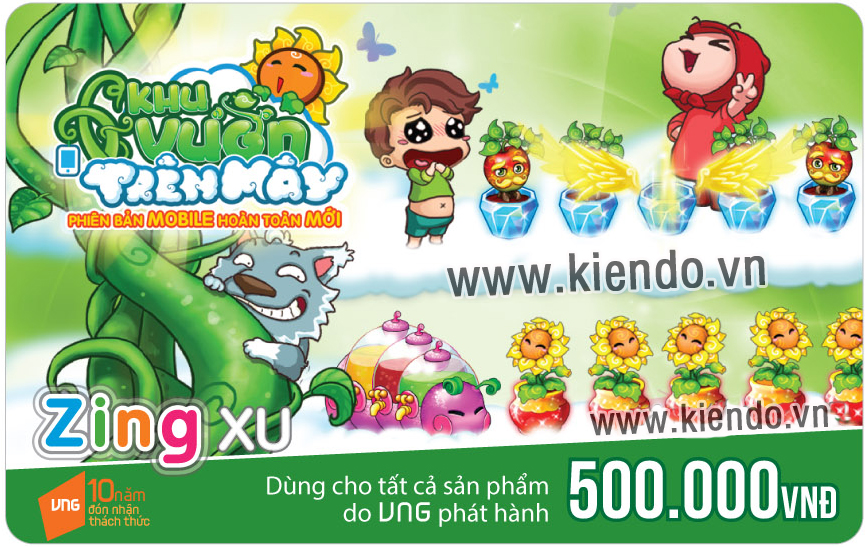 KHU
VƯỜN
TRÊN MÂY
PHIÊN BẢN MOBILE HOÀN TOÀN MỚI
www.kiendo.vn
www.kiendo.vn
Zing XU
VNG
10 năm
đón nhận
thách thức
Dùng cho tất cả sản phẩm
do VNG phát hành
500.000VNĐ